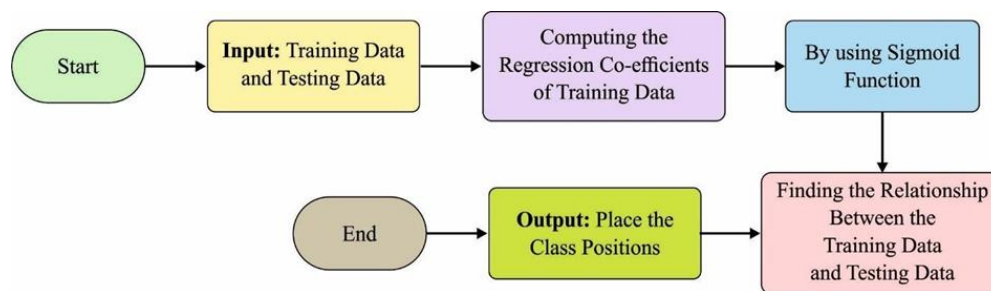 Start
Input: Training Data
and Testing Data
Computing the
Regression Co-efficients
of Training Data
By using Sigmoid
Function
Finding the Relationship
Between the
Training Data
and Testing Data
Output: Place the
Class Positions
End